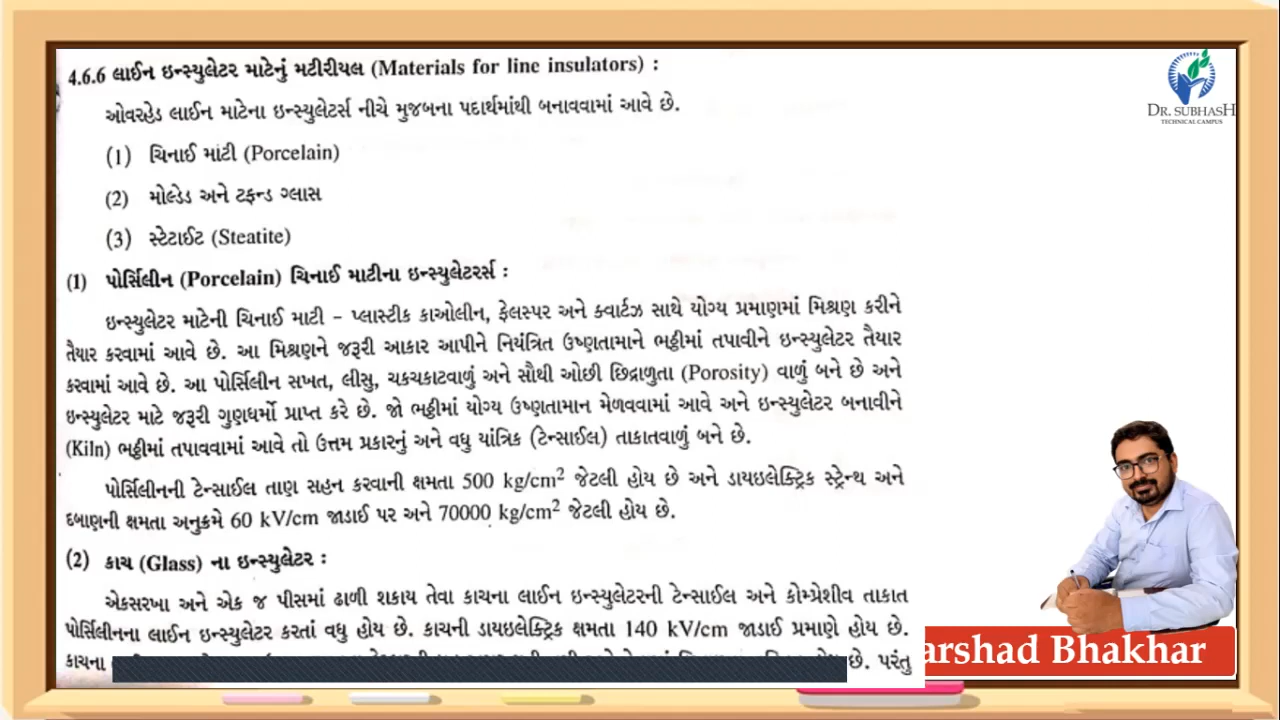 4.6.6 લાઈન ઇન્સ્યુલેટર માટેનું મટીરીયલ (Materials for line insulators) :
ઓવરહેડ લાઈન માટેના ઇન્સ્યુલેટર્સ નીચે મુજબના પદાર્થમાંથી બનાવવામાં આવે છે.
(1) ચિનાઈ માંટી (Porcelain)
(2) મોલ્ડેડ અને ટફન્ડ ગ્લાસ
(3) સ્ટેટાઈટ (Steatite)
(1) પોર્સિલીન (Porcelain) ચિનાઈ માટીના ઇન્સ્યુલેટરર્સ :
ઇન્સ્યુલેટર માટેની ચિનાઈ માટી – પ્લાસ્ટીક કાઓલીન, ફેલસ્પર અને ક્વાર્ટઝ સાથે યોગ્ય પ્રમાણમાં મિશ્રણ કરીને
તૈયાર કરવામાં આવે છે. આ મિશ્રણને જરૂરી આકાર આપીને નિયંત્રિત ઉષ્ણતામાને ભઠ્ઠીમાં તપાવીને ઇન્સ્યુલેટર તૈયાર
કરવામાં આવે છે. આ પોર્સિલીન સખત, લીસુ, ચકચકાટવાળું અને સૌથી ઓછી છિદ્રાળુતા (Porosity) વાળું બને છે અને
ઇન્સ્યુલેટર માટે જરૂરી ગુણધર્મો પ્રાપ્ત કરે છે. જો ભઠ્ઠીમાં યોગ્ય ઉષ્ણતામાન મેળવવામાં આવે અને ઇન્સ્યુલેટર બનાવીને
(Kiln) ભઠ્ઠીમાં તપાવવામાં આવે તો ઉત્તમ પ્રકારનું અને વધુ યાંત્રિક (ટેન્સાઈલ) તાકાતવાળું બને છે.
પોર્સિલીનની ટેન્સાઈલ તાણ સહન કરવાની ક્ષમતા 500 kg/cm² જેટલી હોય છે અને ડાયઇલેક્ટ્રિક સ્ટ્રેન્થ અને
દબાણની ક્ષમતા અનુક્રમે 60 kV/cm જાડાઈ પર અને 70000 kg/cm² જેટલી હોય છે.
(2) કાચ (Glass) ના ઇન્સ્યુલેટર :
એકસરખા અને એક જ પીસમાં ઢાળી શકાય તેવા કાચના લાઈન ઇન્સ્યુલેટરની ટેન્સાઈલ અને કોમ્પ્રેશીવ તાકાત
પોર્સિલીનના લાઈન ઇન્સ્યુલેટર કરતાં વધુ હોય છે. કાચની ડાયઇલેક્ટ્રિક ક્ષમતા 140 kV/cm જાડાઈ પ્રમાણે હોય છે.
કાચના છે. પરંતુ
DR. SUBHASH
TECHNICAL CAMPUS
arshad Bhakhar